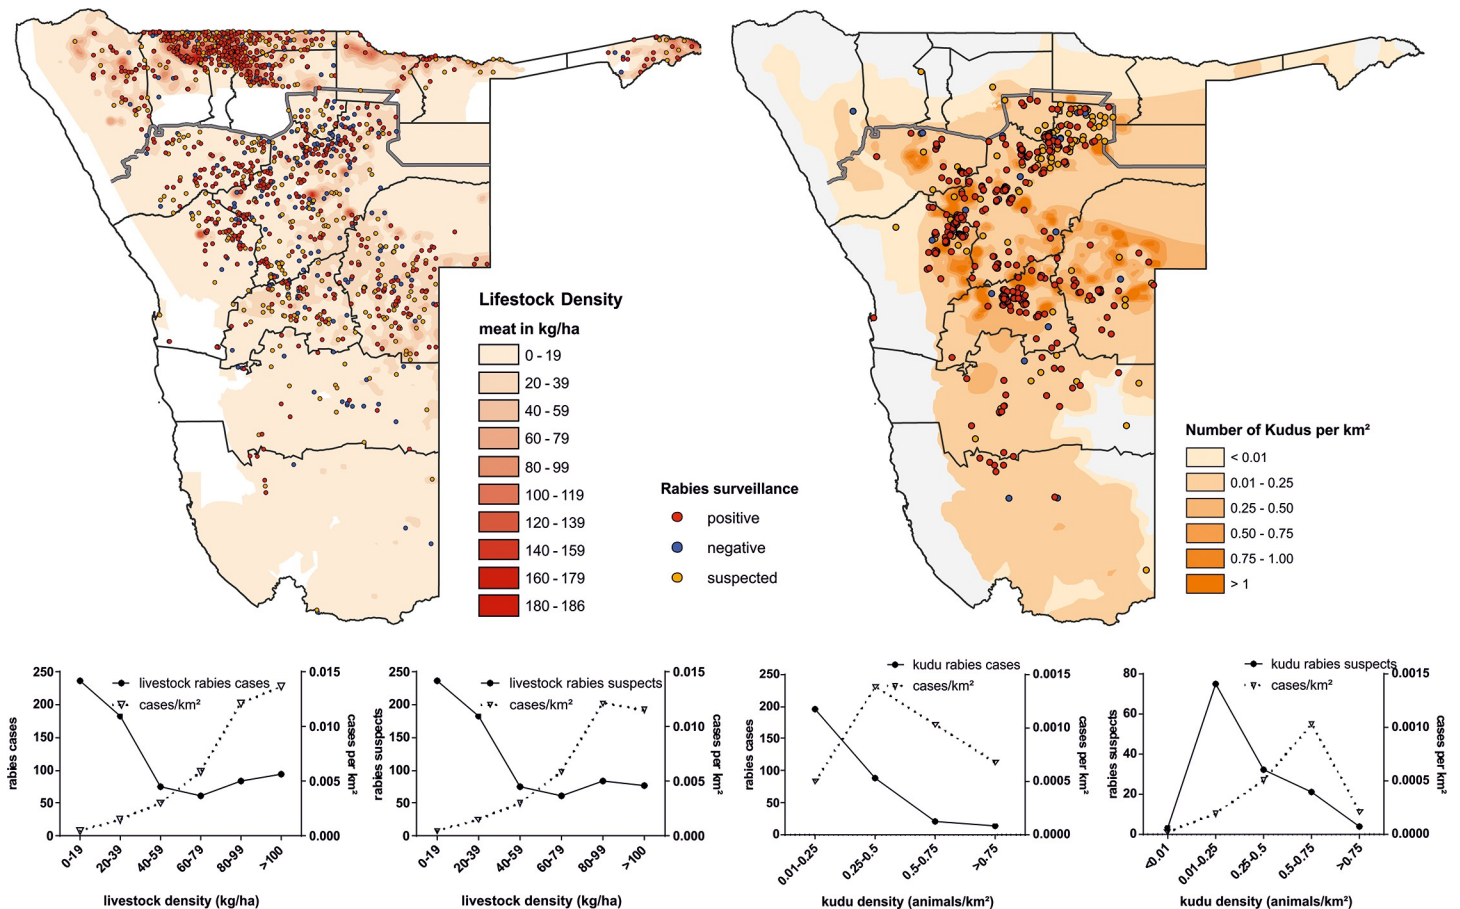 Lifestock Density
meat in kg/ha
0 - 19
20 - 39
40 - 59
60 - 79
80 - 99
100 - 119
120 - 139
140 - 159
160 - 179
180 - 186
Rabies surveillance
positive
negative
suspected
Number of Kudus per km²
< 0.01
0.01 - 0.25
0.25 - 0.50
0.50 - 0.75
0.75 - 1.00
> 1
livestock rabies cases
cases/km²
rabies cases
250
200
150
100
50
0
0.015
0.010
0.005
0.000
cases per km²
0-19
20-39
40-59
60-79
80-99
>100
livestock density (kg/ha)
livestock rabies suspects
cases/km²
rabies suspects
250
200
150
100
50
0
0.015
0.010
0.005
0.000
cases per km²
0-19
20-39
40-59
60-79
80-99
>100
livestock density (kg/ha)
kudu rabies cases
cases/km²
rabies cases
250
200
150
100
50
0
0.0015
0.0010
0.0005
0.0000
cases per km²
0.01-0.25
0.25-0.5
0.5-0.75
>0.75
kudu density (animals/km²)
kudu rabies suspects
cases/km²
rabies suspects
80
60
40
20
0
0.0015
0.0010
0.0005
0.0000
cases per km²
<0.01
0.01-0.25
0.25-0.5
0.5-0.75
>0.75
kudu density (animals/km²)